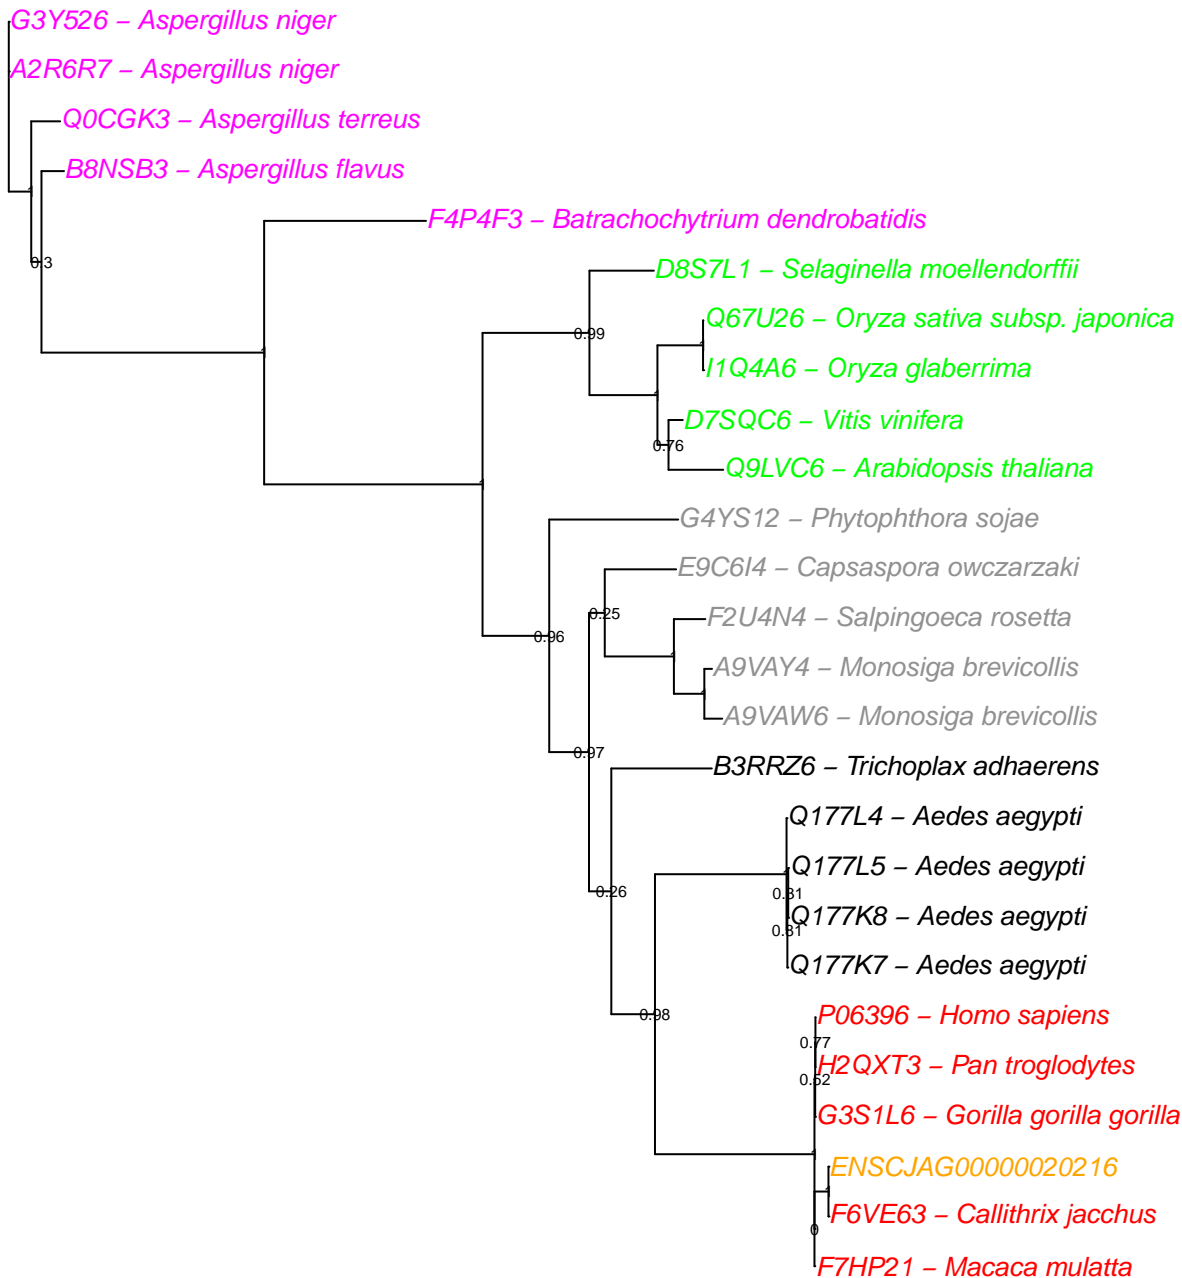 G3Y526 – Aspergillus niger
A2R6R7 – Aspergillus niger
Q0CGK3 – Aspergillus terreus
B8NSB3 – Aspergillus flavus
F4P4F3 – Batrachochytrium dendrobatidis
0.3
D8S7L1 – Selaginella moellendorffii
Q67U26 – Oryza sativa subsp. japonica
0.99
I1Q4A6 – Oryza glaberrima
D7SQC6 – Vitis vinifera
0.76
Q9LVC6 – Arabidopsis thaliana
G4YS12 – Phytophthora sojae
E9C6I4 – Capsaspora owczarzaki
0.25
F2U4N4 – Salpingoeca rosetta
0.96
A9VAY4 – Monosiga brevicollis
A9VAW6 – Monosiga brevicollis
0.97
B3RRZ6 – Trichoplax adhaerens
Q177L4 – Aedes aegypti
Q177L5 – Aedes aegypti
0.26
0.81
Q177K8 – Aedes aegypti
0.81
Q177K7 – Aedes aegypti
0.98
P06396 – Homo sapiens
0.77
H2QXT3 – Pan troglodytes
0.52
G3S1L6 – Gorilla gorilla gorilla
ENSCJAG00000020216
F6VE63 – Callithrix jacchus
0
F7HP21 – Macaca mulatta